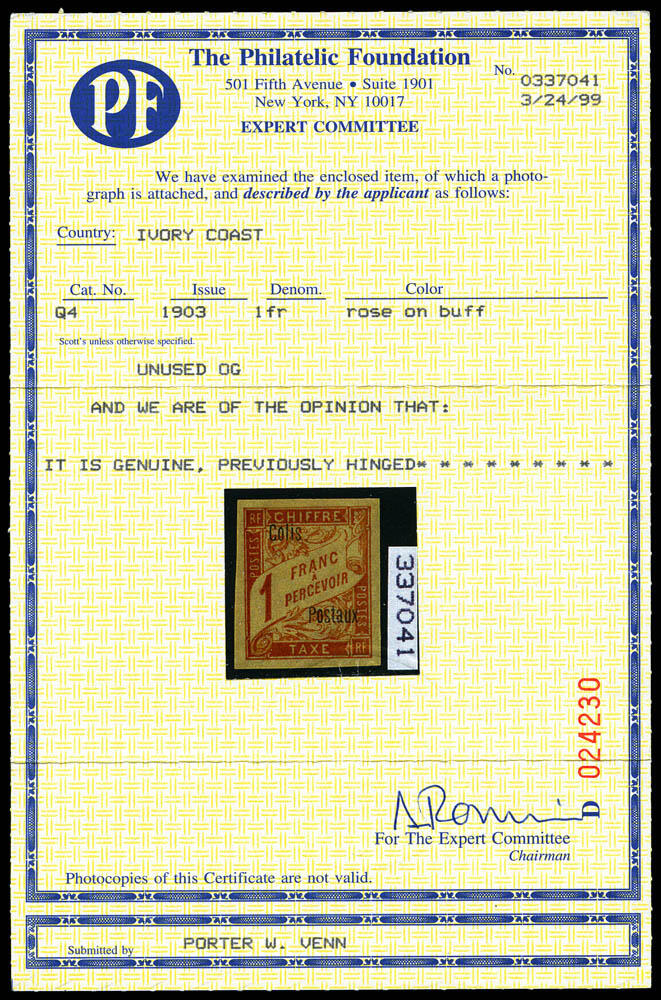 PF
The Philatelic Foundation
501 Fifth Avenue • Suite 1901
New York, NY 10017
EXPERT COMMITTEE
No. 0337041
3/24/99
We have examined the enclosed item, of which a photo-
graph is attached, and described by the applicant as follows:
Country: IVORY COAST
Cat. No. Issue Denom. Color
Q4 1903 1fr rose on buff
Scott's unless otherwise specified.
UNUSED OG
AND WE ARE OF THE OPINION THAT:
IT IS GENUINE, PREVIOUSLY HINGED* * * * * * * * *
RF CHIFFRE
Colis
POSTES
1 FRANC
A
PERCEVOIR
Postaux
POSTES
TAXE RF
337041
D 024230
For The Expert Committee
Chairman
Photocopies of this Certificate are not valid.
Submitted by PORTER W. VENN